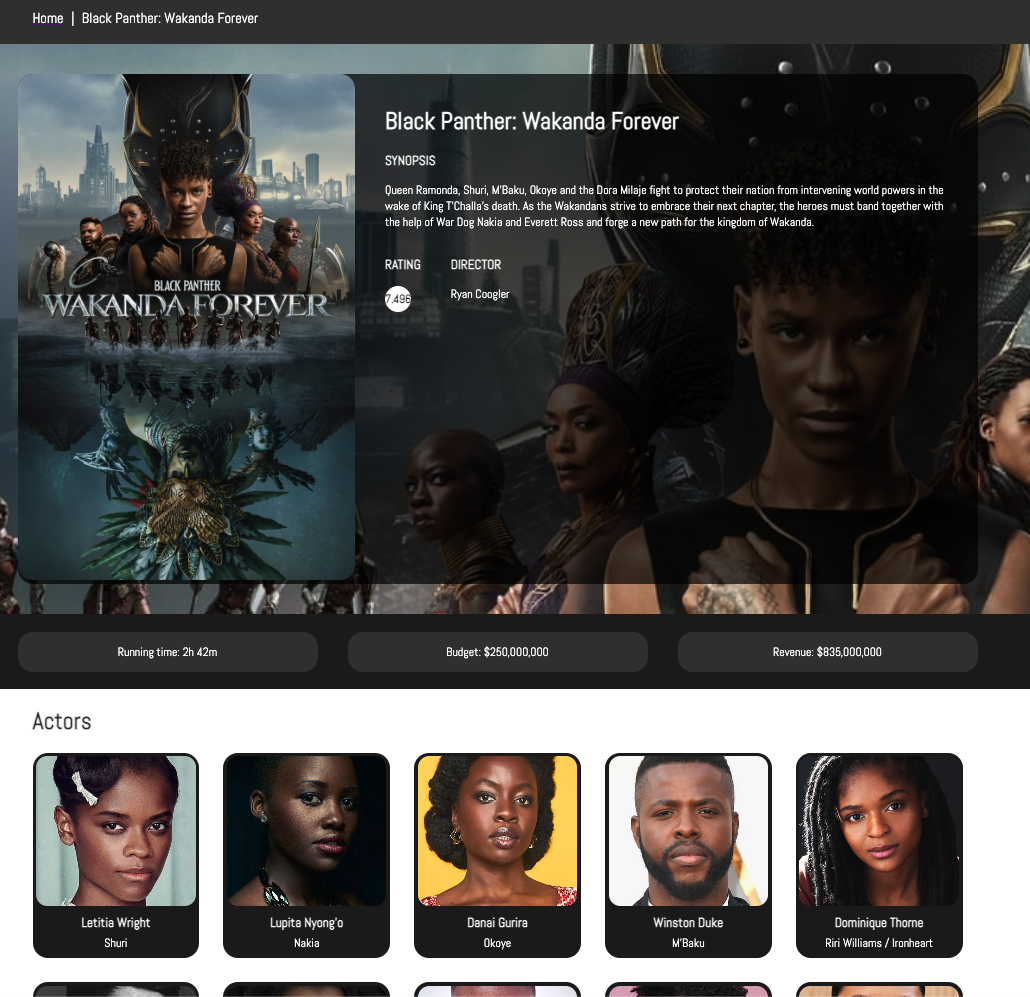 Home | Black Panther: Wakanda Forever
Black Panther: Wakanda Forever
SYNOPSIS
Queen Ramonda, Shuri, M'Baku, Okoye and the Dora Milaje fight to protect their nation from intervening world powers in the
wake of King T'Challa's death. As the Wakandans strive to embrace their next chapter, the heroes must band together with
the help of War Dog Nakia and Everett Ross and forge a new path for the kingdom of Wakanda.
RATING DIRECTOR
7.496 Ryan Coogler
BLACK PANTHER
WAKANDA FOREVER
Running time: 2h 42m Budget: $250,000,000 Revenue: $835,000,000
Actors
Letitia Wright Lupita Nyong'o Danai Gurira Winston Duke Dominique Thorne
Shuri Nakia Okoye M'Baku Riri Williams / Ironheart